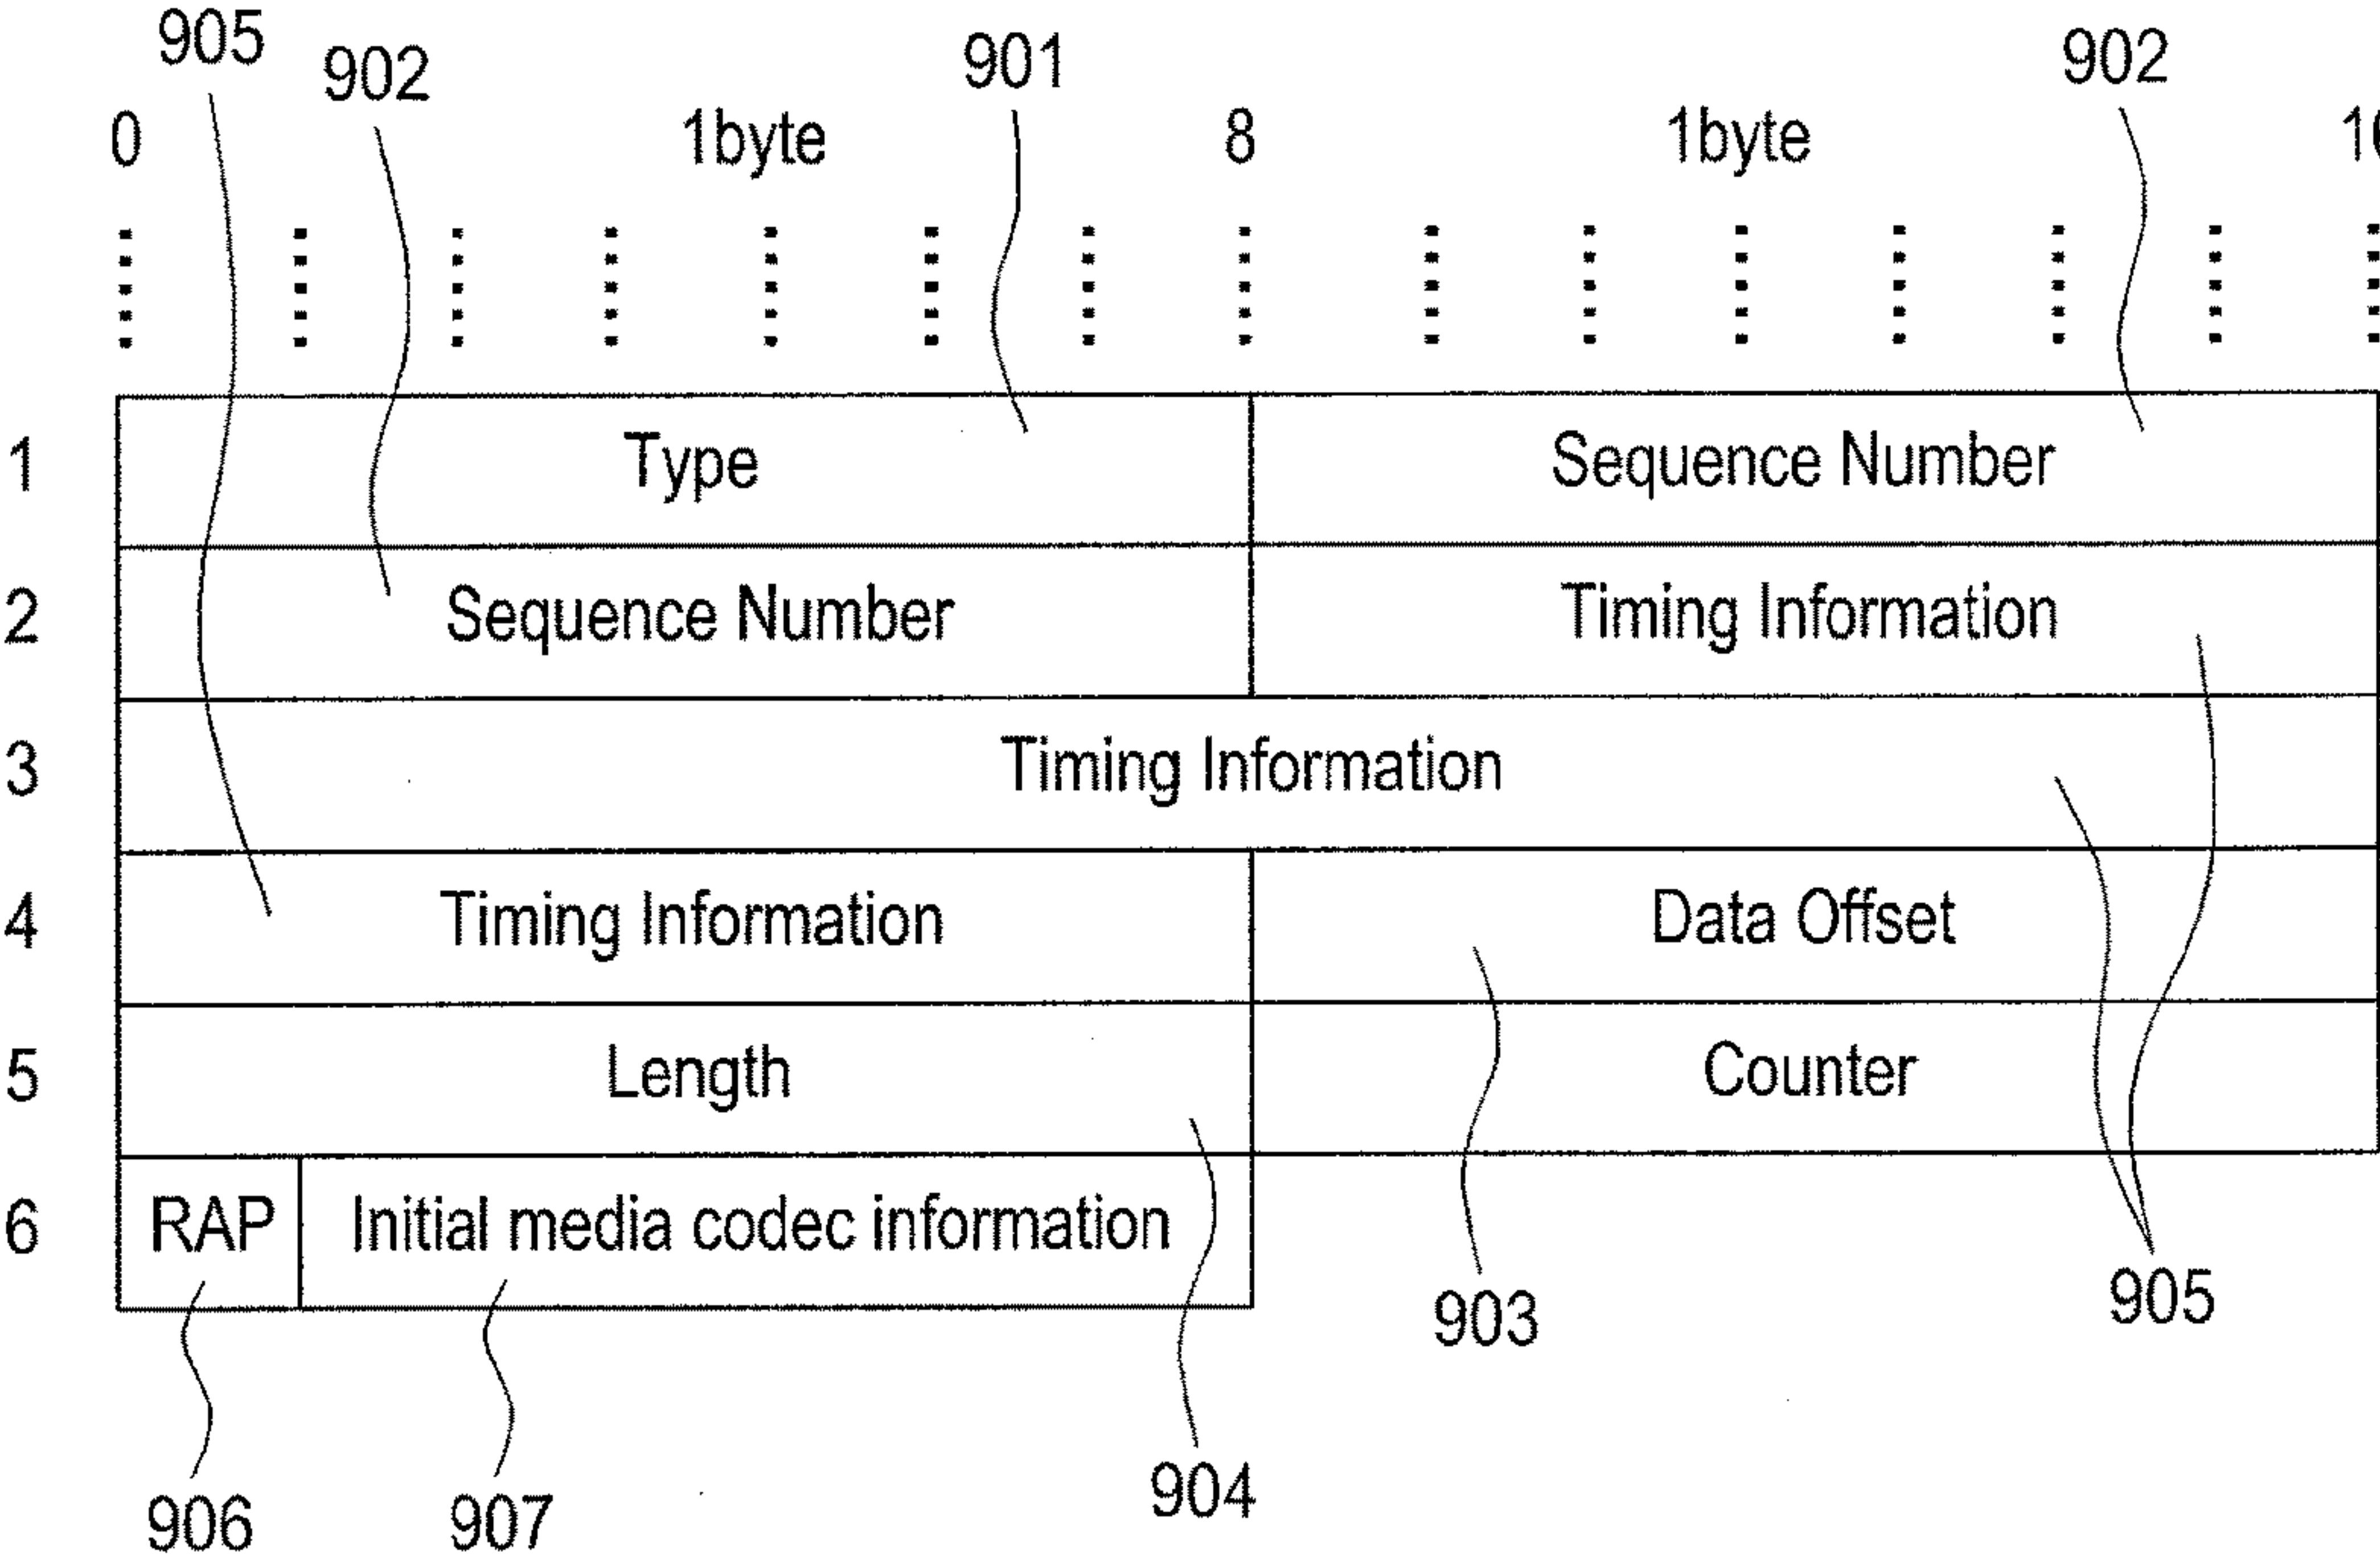 905 902 901 902
0 1byte 8 1byte
1 Type Sequence Number
2 Sequence Number Timing Information
3 Timing Information
4 Timing Information Data Offset
5 Length Counter
6 RAP Initial media codec information
903 905
906 907 904